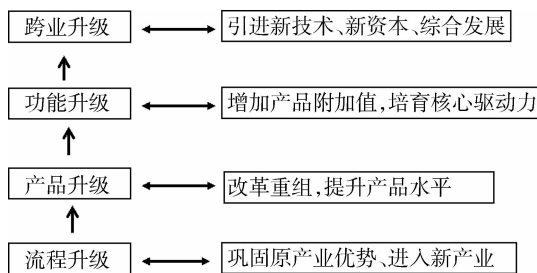 跨业升级
引进新技术、新资本、综合发展
功能升级
增加产品附加值,培育核心驱动力
产品升级
改革重组,提升产品水平
流程升级
巩固原产业优势、进入新产业